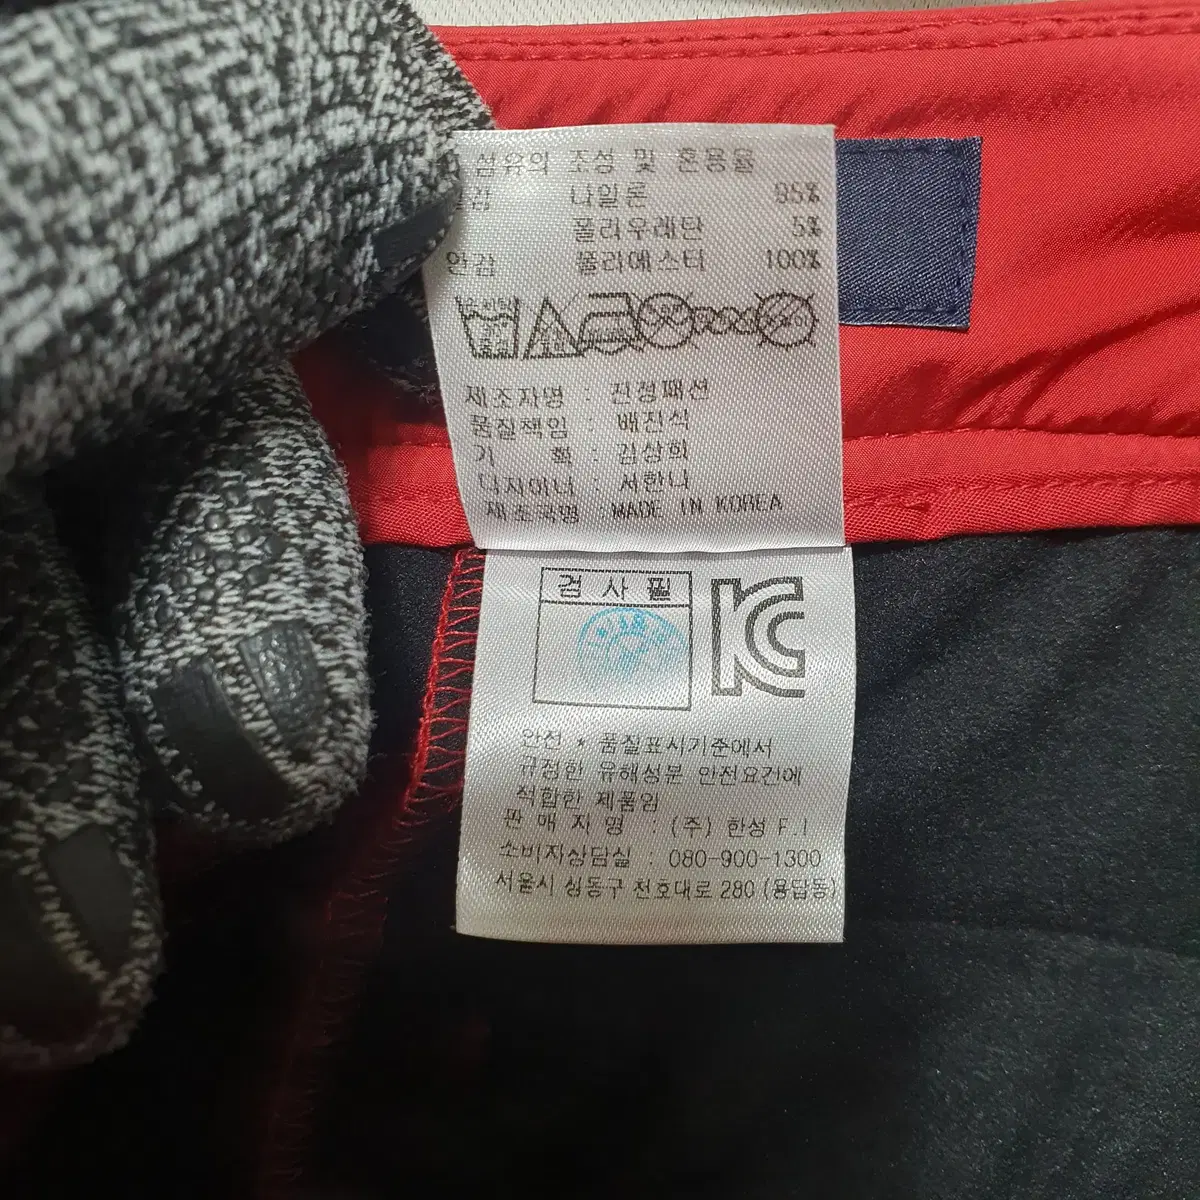 섬유의 조성 및 혼용율
겉감 나일론 95%
폴리우레탄 5%
안감 폴리에스터 100%
제조자명 : 진정패션
품질책임 : 배진식
기 획 : 김상희
디자이너 : 서한나
제조국명 : MADE IN KOREA
검 사 필
KC
안전 * 품질표시기준에서
규정한 유해성분 안전요건에
적합한 제품임
판 매 자 명 : (주) 한성 F.I
소비자상담실 : 080-900-1300
서울시 성동구 천호대로 280 (용답동)